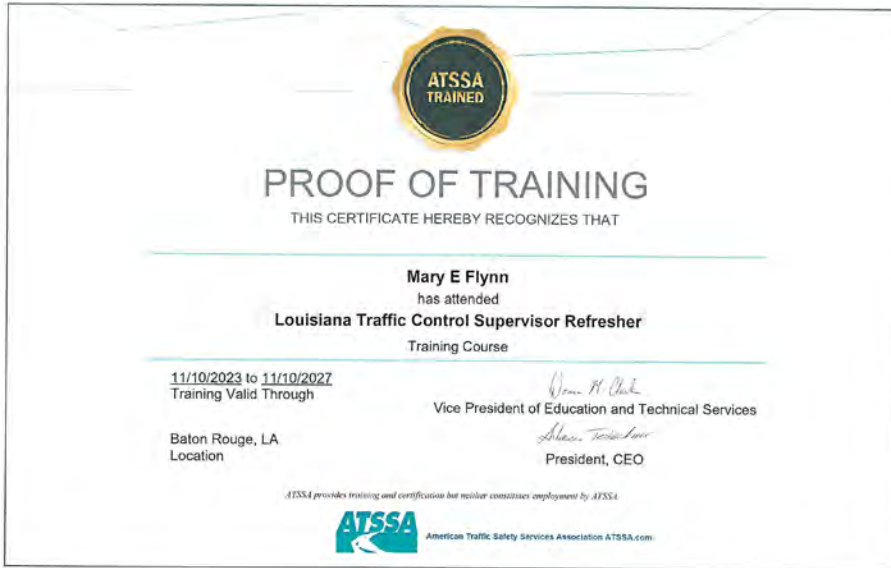 ATSSA
TRAINED
PROOF OF TRAINING
THIS CERTIFICATE HEREBY RECOGNIZES THAT
Mary E Flynn
has attended
Louisiana Traffic Control Supervisor Refresher
Training Course
11/10/2023 to 11/10/2027
Training Valid Through
Vice President of Education and Technical Services
Baton Rouge, LA
Location
President, CEO
ATSSA provides training and certification but neither constitutes employment by ATSSA.
ATSSA
American Traffic Safety Services Association ATSSA.com